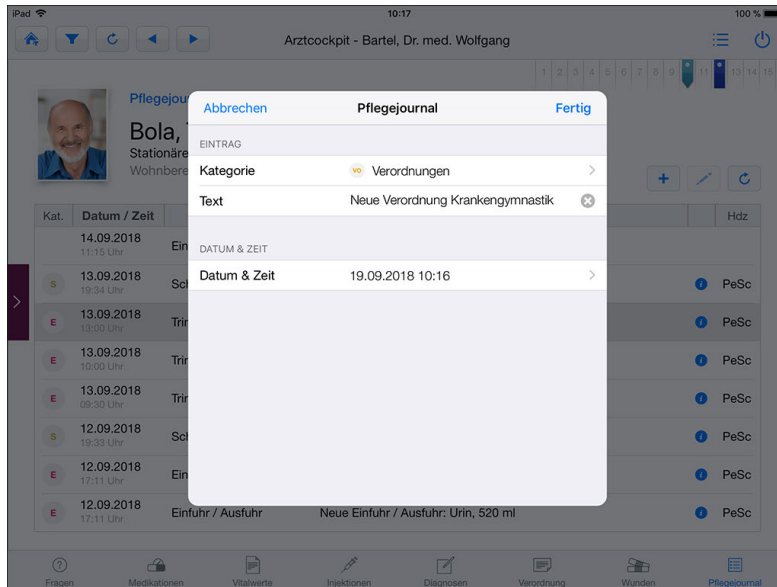 iPad 10:17 100 %
Arztcockpit - Bartel, Dr. med. Wolfgang
1 2 3 4 5 6 7 8 9 11 13 14 15
Pflegejou
Bola,
Stationäre
Wohnbere
Abbrechen Pflegejournal Fertig
EINTRAG
Kategorie VO Verordnungen
Text Neue Verordnung Krankengymnastik
DATUM & ZEIT
Datum & Zeit 19.09.2018 10:16
Kat. Datum / Zeit Hdz
14.09.2018
11:15 Uhr Ein
13.09.2018
S 19:34 Uhr Sch PeSc
13.09.2018
E 13:00 Uhr Trin PeSc
13.09.2018
E 10:00 Uhr Trin PeSc
13.09.2018
E 09:30 Uhr Trin PeSc
12.09.2018
S 19:33 Uhr Sch PeSc
12.09.2018
E 17:11 Uhr Ein PeSc
12.09.2018
E 17:11 Uhr Einfuhr / Ausfuhr Neue Einfuhr / Ausfuhr: Urin, 520 ml PeSc
Fragen Medikationen Vitalwerte Injektionen Diagnosen Verordnung Wunden Pflegejournal